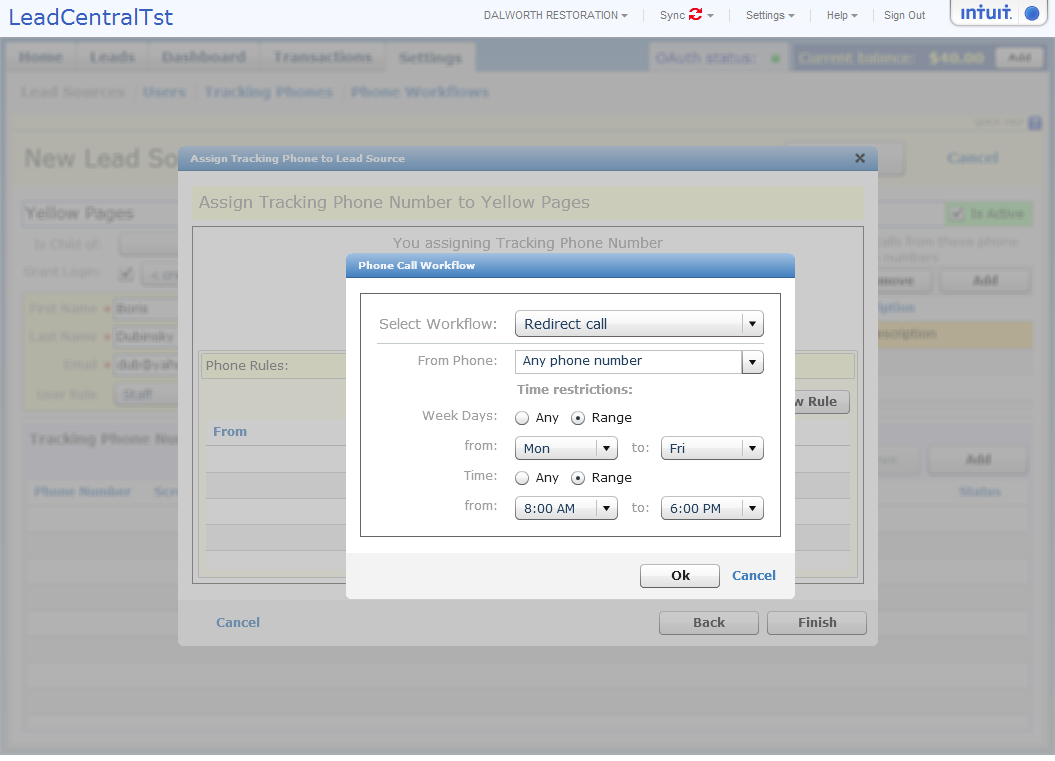 LeadCentralTst
DALWORTH RESTORATION Sync Settings Help Sign Out intuit.
Home Leads Dashboard Transactions Settings OAuth status: Current balance: $40.00 Add
Lead Sources Users Tracking Phones Phone Workflows
New Lead So Cancel
Assign Tracking Phone to Lead Source
Assign Tracking Phone Number to Yellow Pages
Yellow Pages Is Active
You assigning Tracking Phone Number
Is Child of: calls from these phone
numbers
Phone Call Workflow
Grant Login: Add
Select Workflow: Redirect call
First Name Boris
Last Name Dubinsky
From Phone: Any phone number
Email
Phone Rules:
Time restrictions:
User Role: Staff
w Rule
Week Days: Any Range
From
from: Mon to: Fri
Tracking Phone Nu Add
Time: Any Range
Phone Number Scr Status
from: 8:00 AM to: 6:00 PM
Ok Cancel
Cancel Back Finish